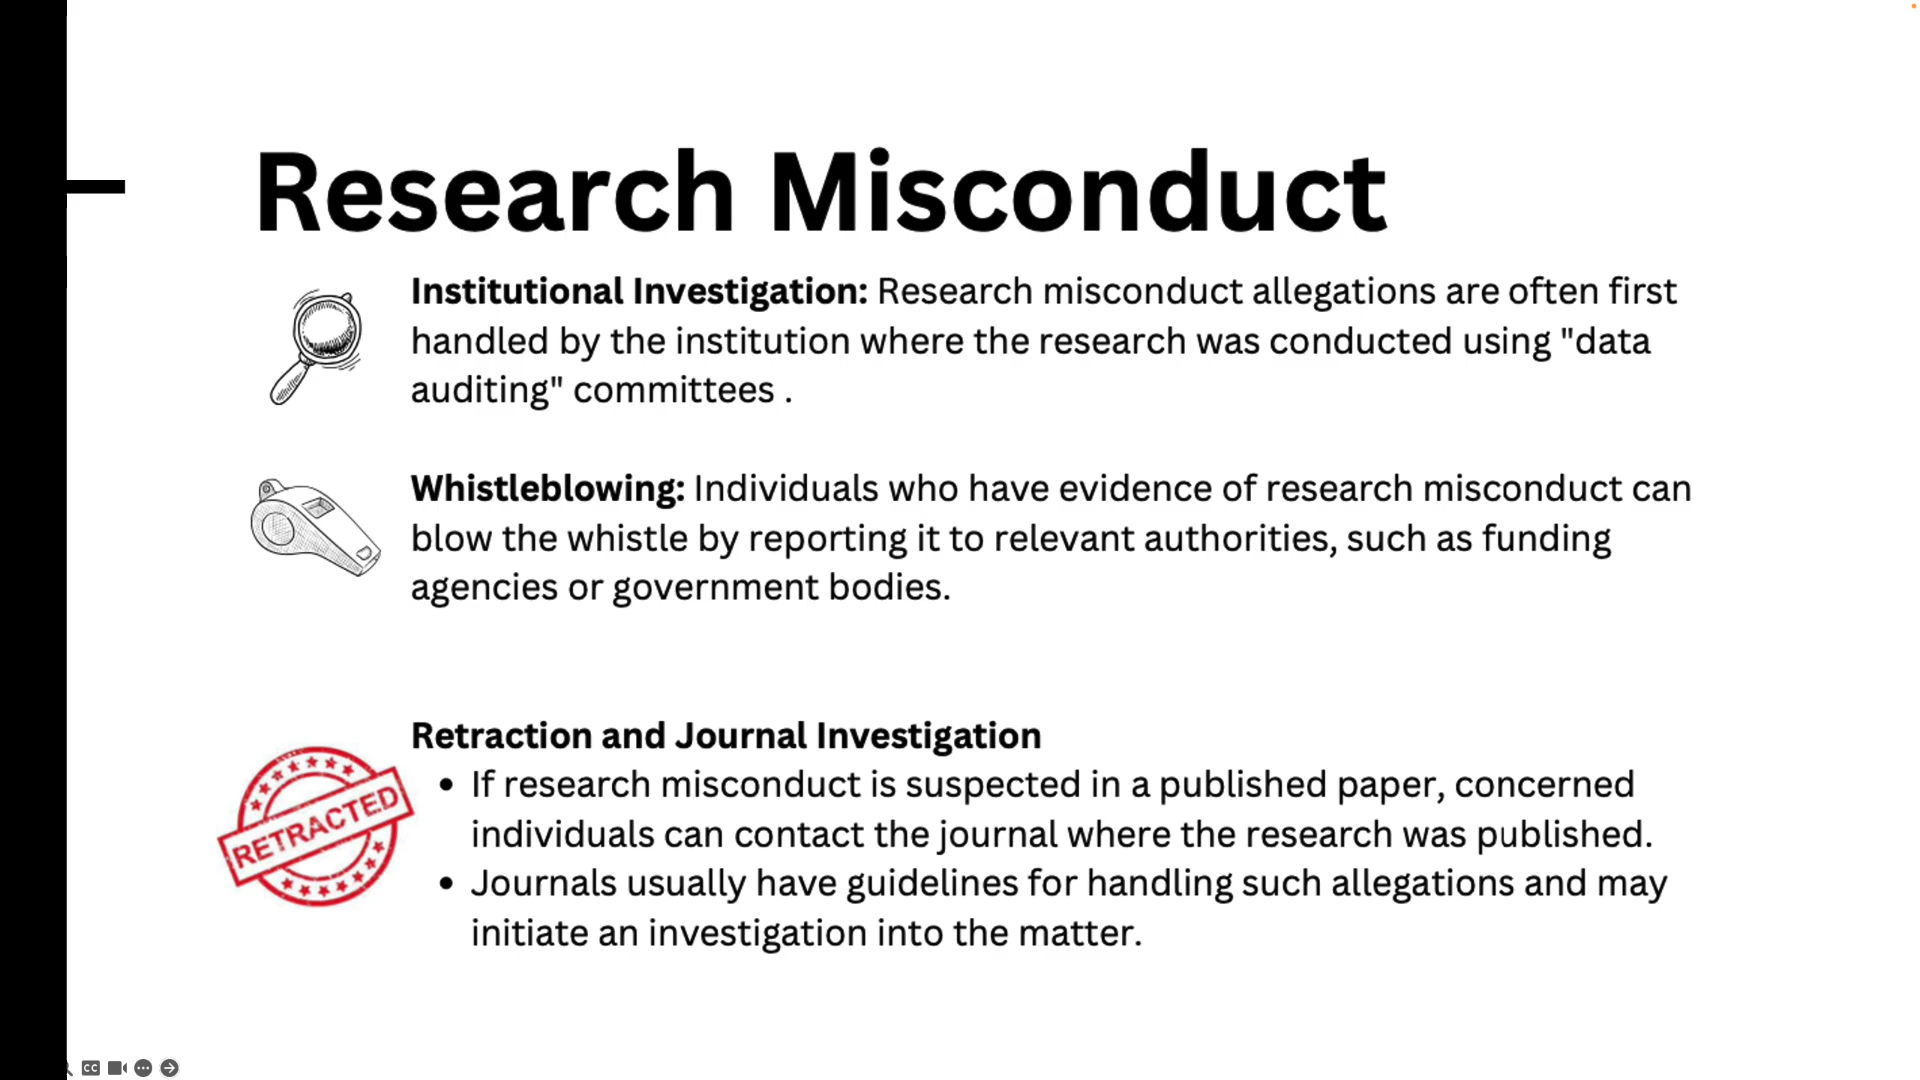 Research Misconduct
Institutional Investigation: Research misconduct allegations are often first
handled by the institution where the research was conducted using "data
auditing" committees .
Whistleblowing: Individuals who have evidence of research misconduct can
blow the whistle by reporting it to relevant authorities, such as funding
agencies or government bodies.
Retraction and Journal Investigation
RETRACTED
• If research misconduct is suspected in a published paper, concerned
individuals can contact the journal where the research was published.
• Journals usually have guidelines for handling such allegations and may
initiate an investigation into the matter.
CC